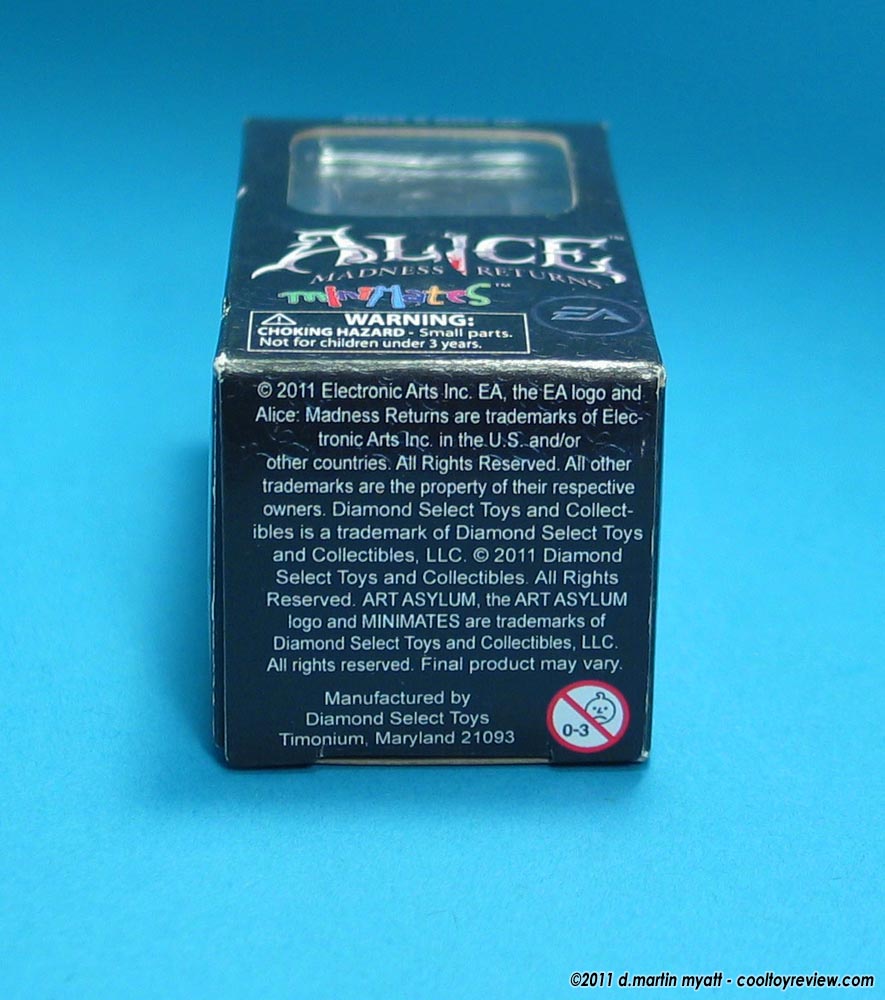 ALICE™
MADNESS RETURNS™
miniMates™
EA
WARNING:
CHOKING HAZARD - Small parts.
Not for children under 3 years.
© 2011 Electronic Arts Inc. EA, the EA logo and
Alice: Madness Returns are trademarks of Elec-
tronic Arts Inc. in the U.S. and/or
other countries. All Rights Reserved. All other
trademarks are the property of their respective
owners. Diamond Select Toys and Collect-
ibles is a trademark of Diamond Select Toys
and Collectibles, LLC. © 2011 Diamond
Select Toys and Collectibles. All Rights
Reserved. ART ASYLUM, the ART ASYLUM
logo and MINIMATES are trademarks of
Diamond Select Toys and Collectibles, LLC.
All rights reserved. Final product may vary.
Manufactured by
Diamond Select Toys
Timonium, Maryland 21093
0-3
©2011 d.martin myatt - cooltoyreview.com